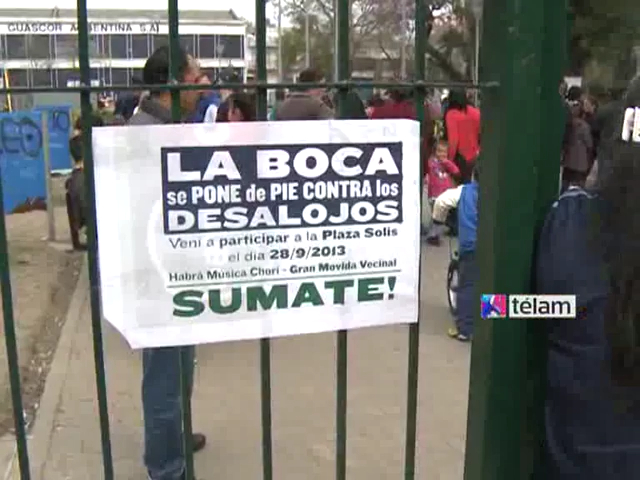 GUASCOR ARGENTINA S.A.
LA BOCA
se PONE de PIE CONTRA los
DESALOJOS
Vení a participar a la Plaza Solis
el día 28/9/2013
Habrá Música Chori - Gran Movida Vecinal
SUMATE!
télam